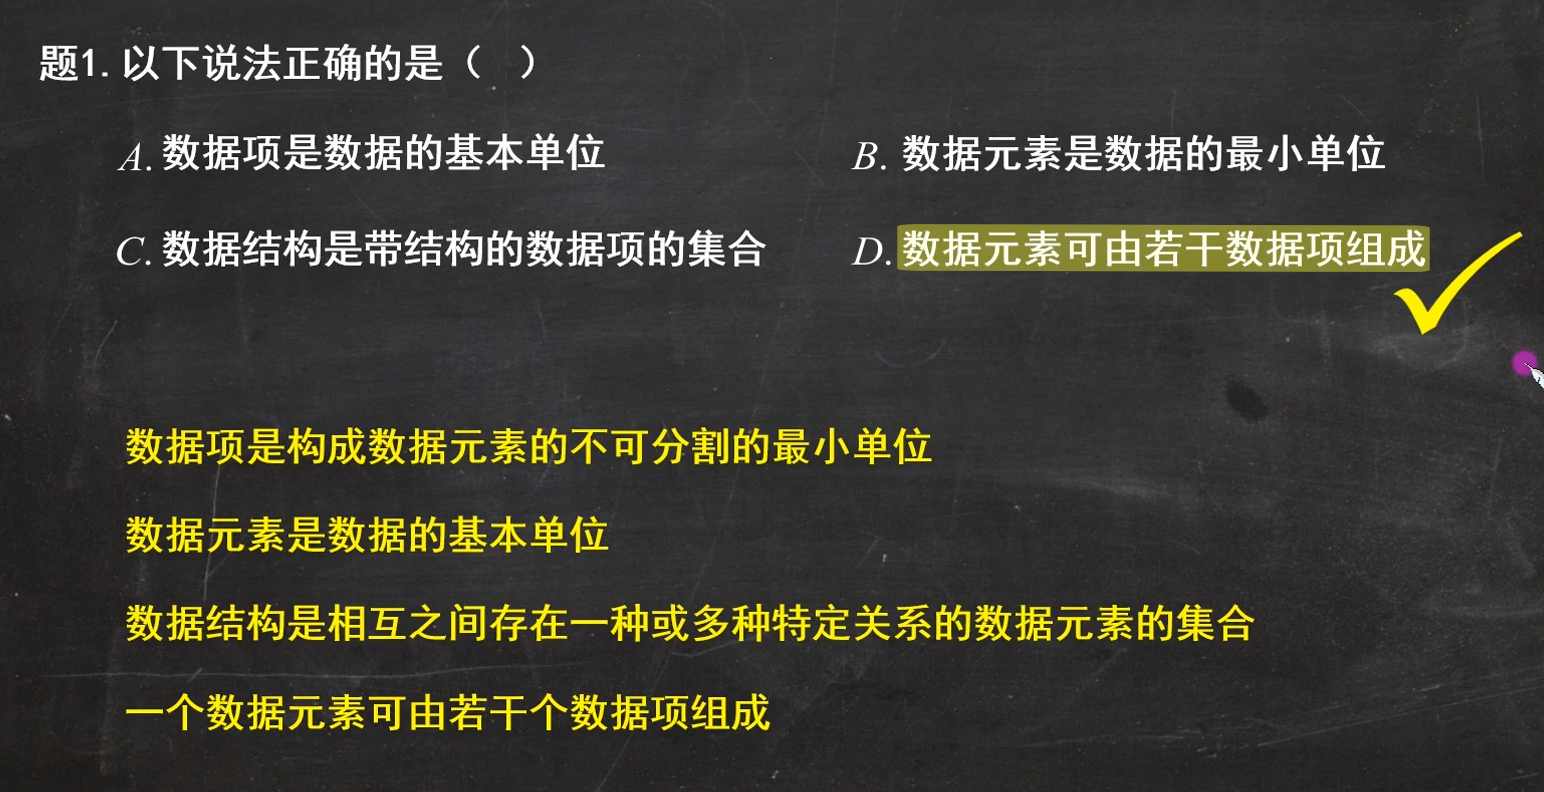 题1. 以下说法正确的是（ ）
A. 数据项是数据的基本单位
B. 数据元素是数据的最小单位
C. 数据结构是带结构的数据项的集合
D. 数据元素可由若干数据项组成
数据项是构成数据元素的不可分割的最小单位
数据元素是数据的基本单位
数据结构是相互之间存在一种或多种特定关系的数据元素的集合
一个数据元素可由若干个数据项组成